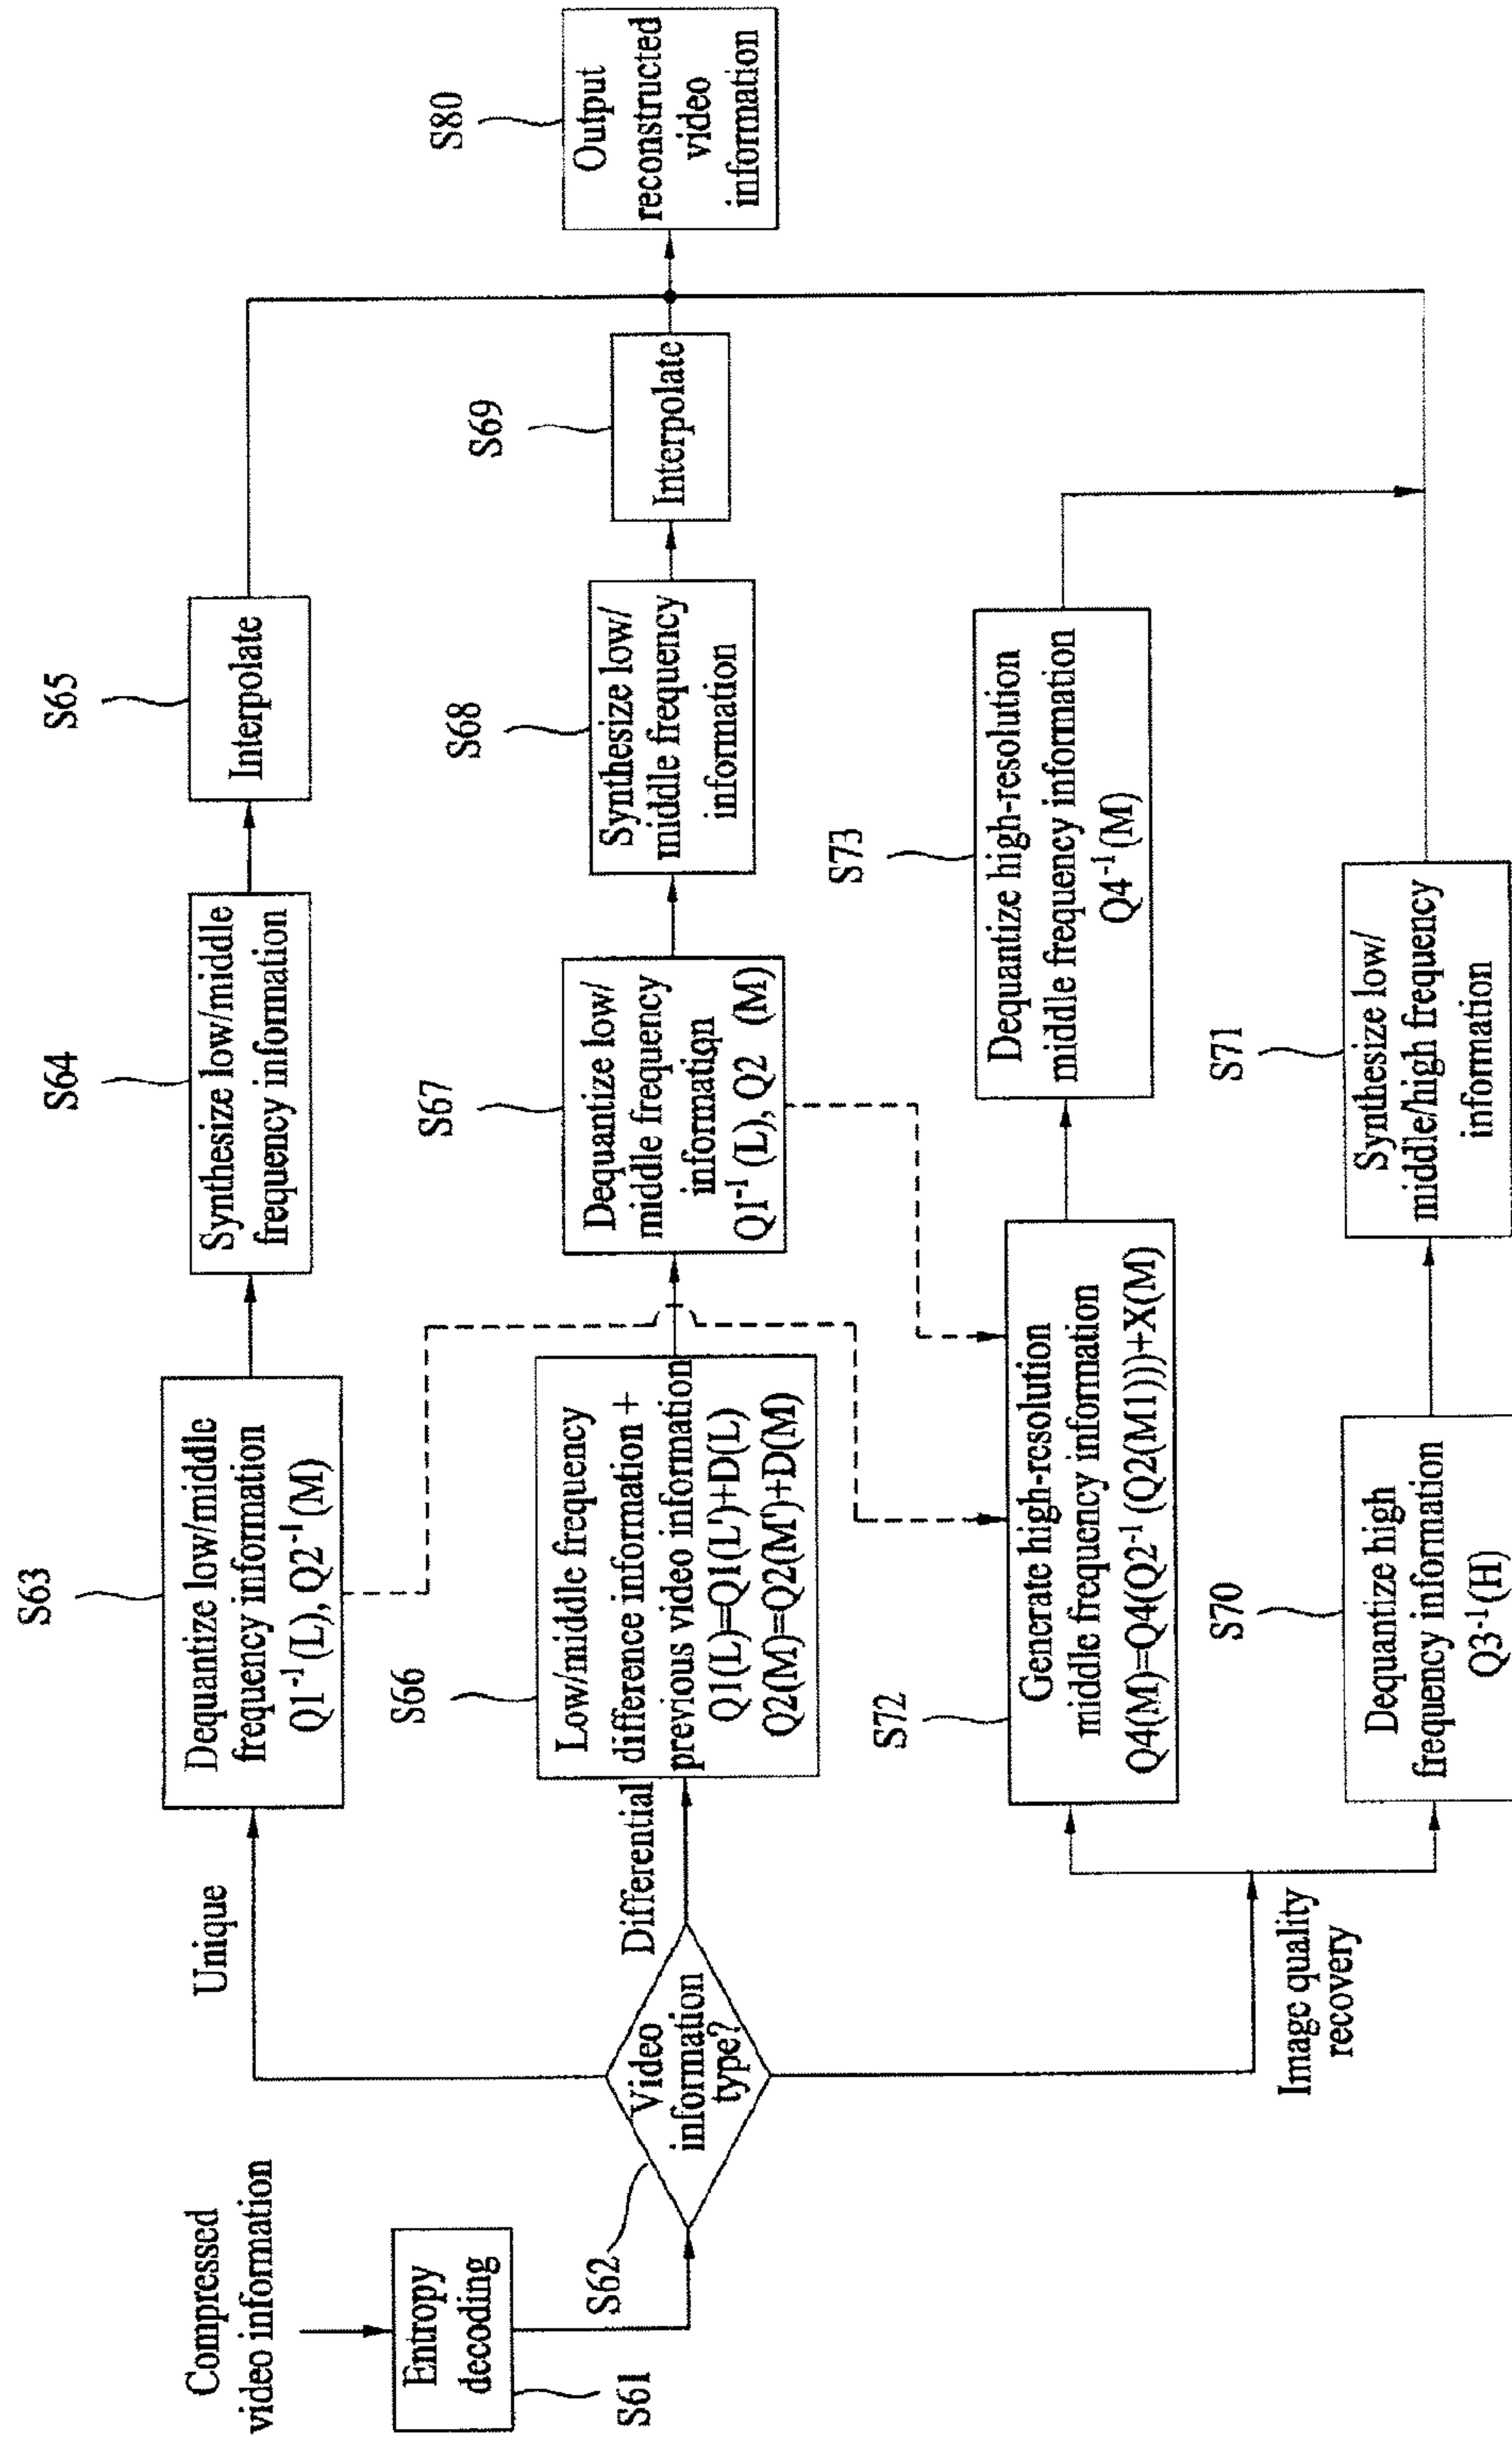 Compressed
video information
Entropy
decoding
S61
S62
Video
information
type?
Unique
Differential
Image quality
recovery
S63
Dequantize low/middle
frequency information
Q1⁻¹(L), Q2⁻¹(M)
S64
Synthesize low/middle
frequency information
S65
Interpolate
S66
Low/middle frequency
difference information +
previous video information
Q1(L)=Q1(L')+D(L)
Q2(M)=Q2(M')+D(M)
S67
Dequantize low/
middle frequency
information
Q1⁻¹(L), Q2 (M)
S68
Synthesize low/
middle frequency
information
S69
Interpolate
S72
Generate high-resolution
middle frequency information
Q4(M)=Q4(Q2⁻¹(Q2(M1)))+X(M)
S73
Dequantize high-resolution
middle frequency information
Q4⁻¹(M)
S70
Dequantize high
frequency information
Q3⁻¹(H)
S71
Synthesize low/
middle/high frequency
information
S80
Output
reconstructed
video
information